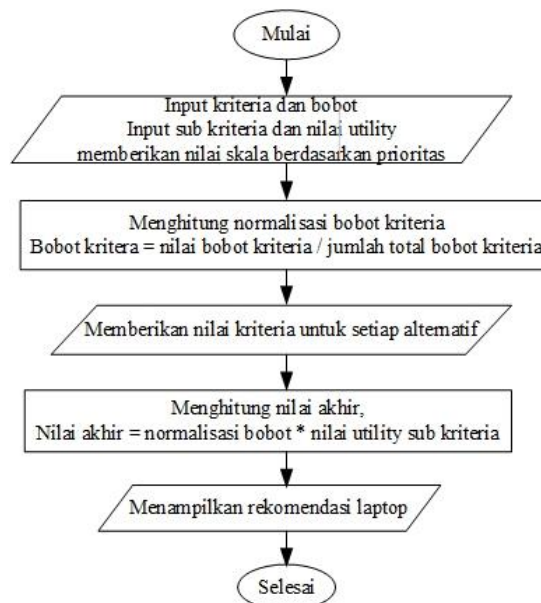 Mulai
Input kriteria dan bobot
Input sub kriteria dan nilai utility
memberikan nilai skala berdasarkan prioritas
Menghitung normalisasi bobot kriteria
Bobot kritera = nilai bobot kriteria / jumlah total bobot kriteria
Memberikan nilai kriteria untuk setiap alternatif
Menghitung nilai akhir,
Nilai akhir = normalisasi bobot * nilai utility sub kriteria
Menampilkan rekomendasi laptop
Selesai